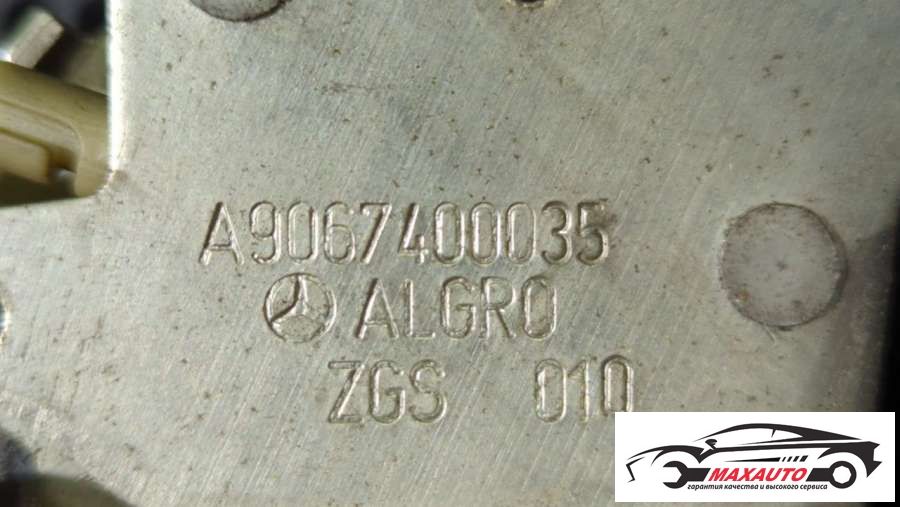 A9067400035
ALGRO
ZGS 010
MAXAUTO
гарантия качества и высокого сервиса